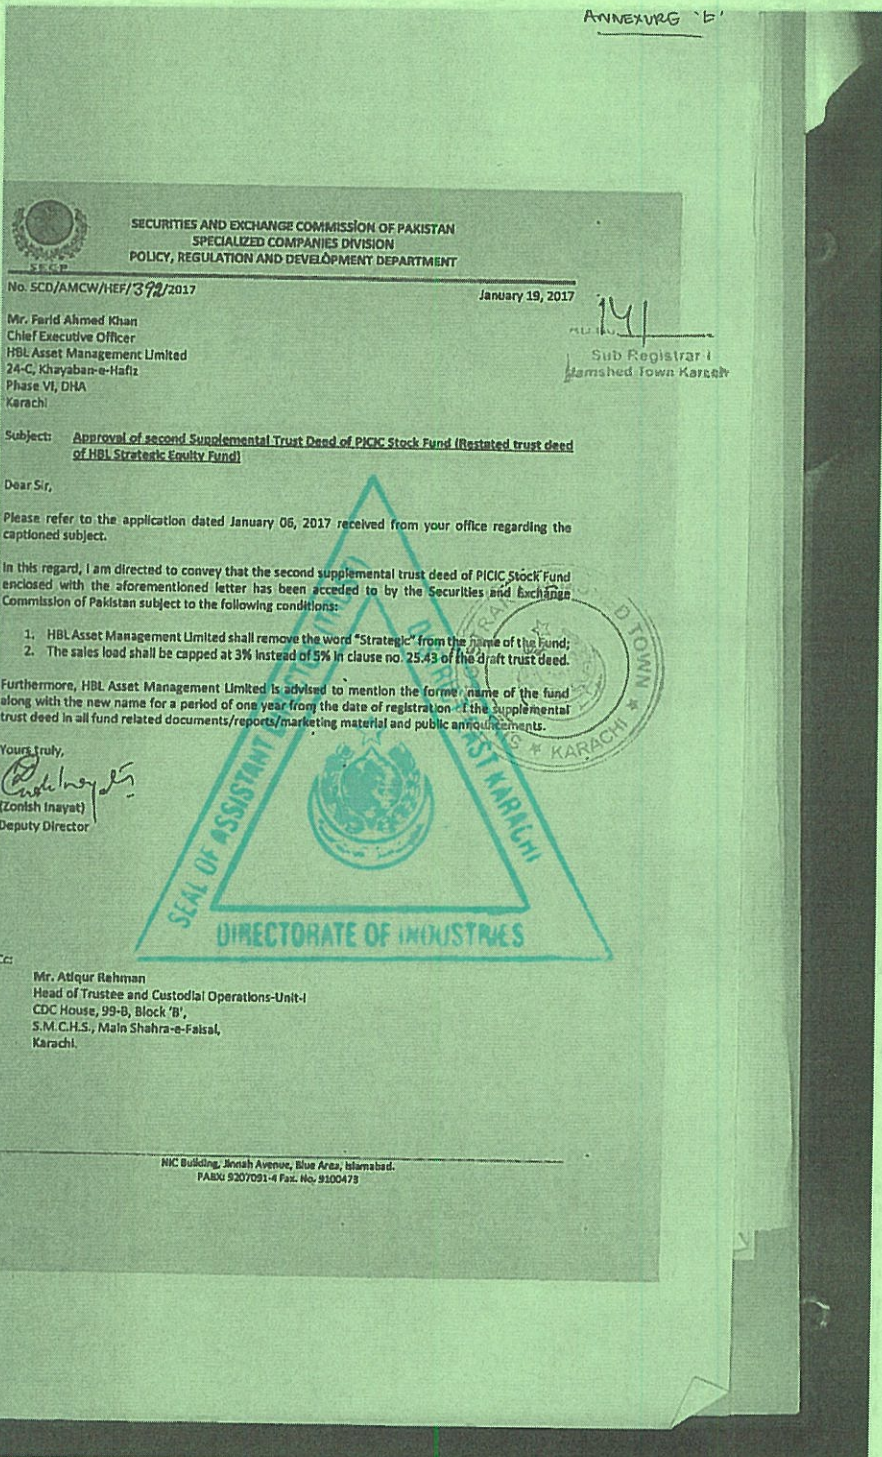 ANNEXURE 'E'
SECP
SECURITIES AND EXCHANGE COMMISSION OF PAKISTAN
SPECIALIZED COMPANIES DIVISION
POLICY, REGULATION AND DEVELOPMENT DEPARTMENT
No. SCD/AMCW/HEF/392/2017
January 19, 2017
Mr. Farid Ahmed Khan
Chief Executive Officer
HBL Asset Management Limited
24-C, Khayaban-e-Hafiz
Phase VI, DHA
Karachi
141
Sub Registrar I
Jamshed Town Karachi
Subject: Approval of second Supplemental Trust Deed of PICIC Stock Fund (Restated trust deed
of HBL Strategic Equity Fund)
Dear Sir,
Please refer to the application dated January 06, 2017 received from your office regarding the
captioned subject.
In this regard, I am directed to convey that the second supplemental trust deed of PICIC Stock Fund
enclosed with the aforementioned letter has been acceded to by the Securities and Exchange
Commission of Pakistan subject to the following conditions:
1. HBL Asset Management Limited shall remove the word "Strategic" from the name of the Fund;
2. The sales load shall be capped at 3% instead of 5% in clause no. 25.43 of the draft trust deed.
Furthermore, HBL Asset Management Limited is advised to mention the former name of the fund
along with the new name for a period of one year from the date of registration of the supplemental
trust deed in all fund related documents/reports/marketing material and public announcements.
Yours truly,
(Zonish Inayat)
Deputy Director
SEAL OF ASSISTANT DIRECTOR
DISTRICT EAST KARACHI
DIRECTORATE OF INDUSTRIES
TOWN ★ KARACHI ★
Cc:
Mr. Atiqur Rehman
Head of Trustee and Custodial Operations-Unit-I
CDC House, 99-B, Block 'B',
S.M.C.H.S., Main Shahra-e-Faisal,
Karachi.
NIC Building, Jinnah Avenue, Blue Area, Islamabad.
PABX: 9207091-4 Fax. No. 9100473